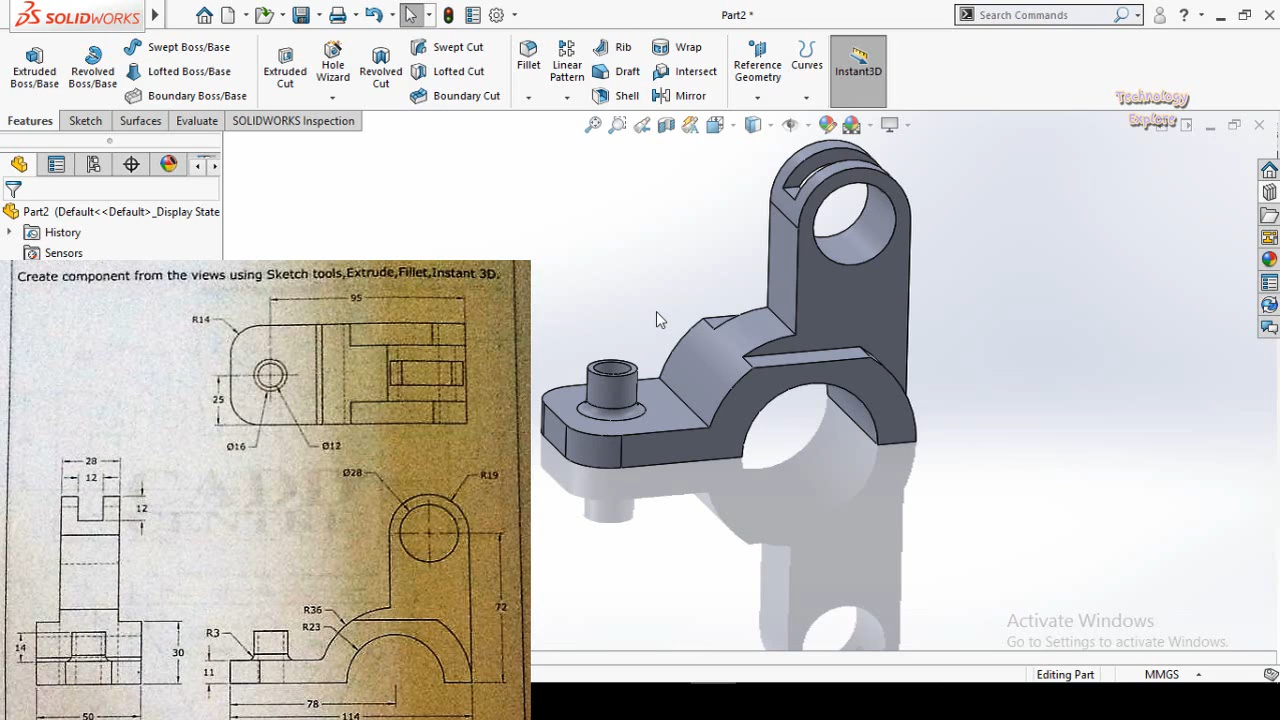 SOLIDWORKS
Part2 *
Search Commands
Extruded Boss/Base
Revolved Boss/Base
Swept Boss/Base
Lofted Boss/Base
Boundary Boss/Base
Extruded Cut
Hole Wizard
Revolved Cut
Swept Cut
Lofted Cut
Boundary Cut
Fillet
Linear Pattern
Rib
Draft
Shell
Wrap
Intersect
Mirror
Reference Geometry
Curves
Instant3D
Features
Sketch
Surfaces
Evaluate
SOLIDWORKS Inspection
Technology
Explore
Part2 (Default<<Default>_Display State
History
Sensors
Create component from the views using Sketch tools,Extrude,Fillet,Instant 3D.
95
R14
25
Ø16
Ø12
28
12
12
Ø28
R19
CADD
CENTRE
72
R36
R23
R3
14
30
11
78
50
114
Activate Windows
Go to Settings to activate Windows.
Editing Part
MMGS